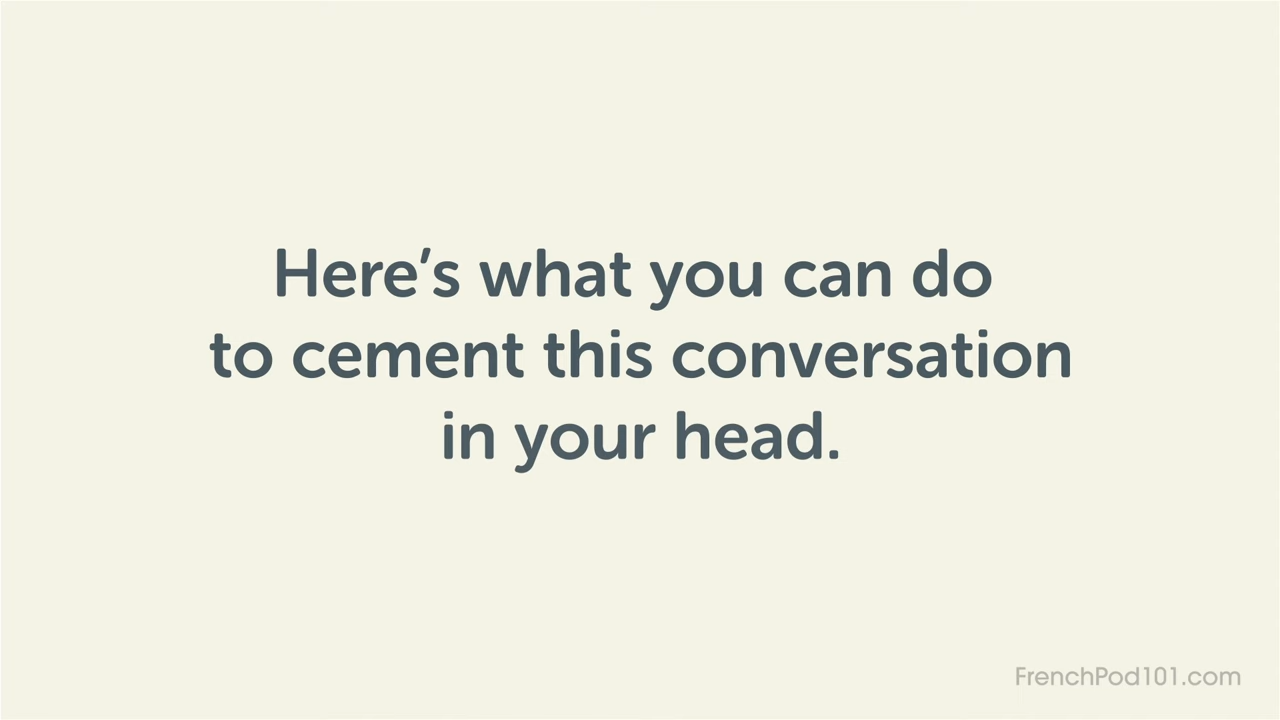 Here’s what you can do
to cement this conversation
in your head.
FrenchPod101.com